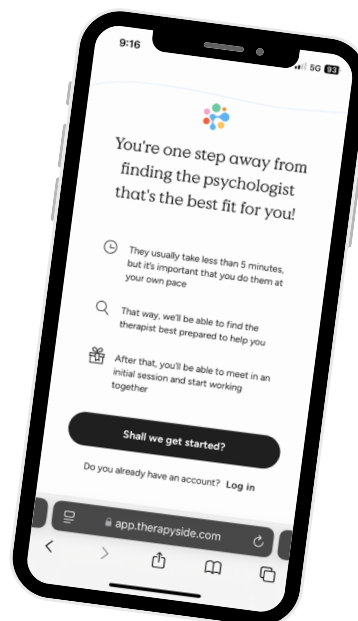 9:16
5G 93
You're one step away from
finding the psychologist
that's the best fit for you!
They usually take less than 5 minutes,
but it's important that you do them at
your own pace
That way, we'll be able to find the
therapist best prepared to help you
After that, you'll be able to meet in an
initial session and start working
together
Shall we get started?
Do you already have an account? Log in
app.therapyside.com